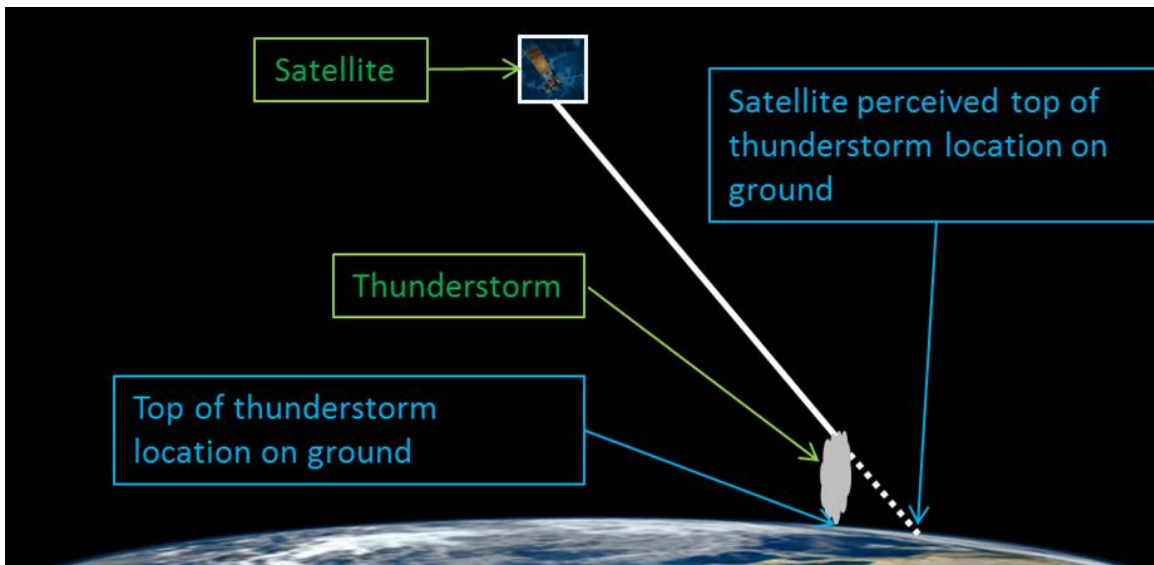 Satellite
Satellite perceived top of
thunderstorm location on
ground
Thunderstorm
Top of thunderstorm
location on ground